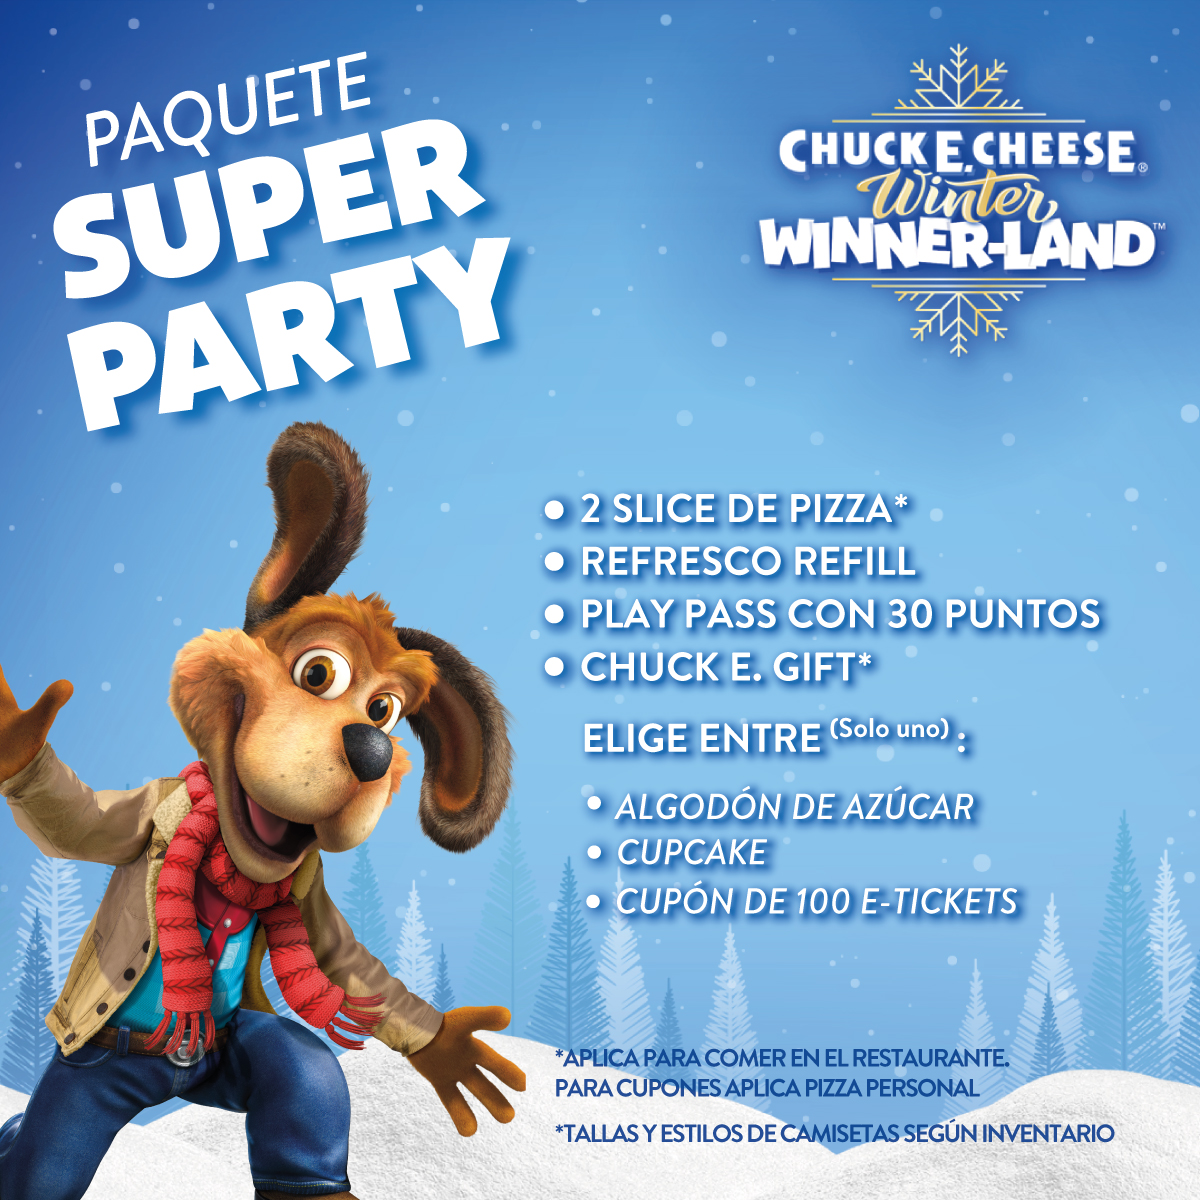 PAQUETE
SUPER
PARTY
CHUCK E. CHEESE®
Winter
WINNER-LAND™
• 2 SLICE DE PIZZA*
• REFRESCO REFILL
• PLAY PASS CON 30 PUNTOS
• CHUCK E. GIFT*
ELIGE ENTRE (Solo uno) :
• ALGODÓN DE AZÚCAR
• CUPCAKE
• CUPÓN DE 100 E-TICKETS
*APLICA PARA COMER EN EL RESTAURANTE.
PARA CUPONES APLICA PIZZA PERSONAL
*TALLAS Y ESTILOS DE CAMISETAS SEGÚN INVENTARIO